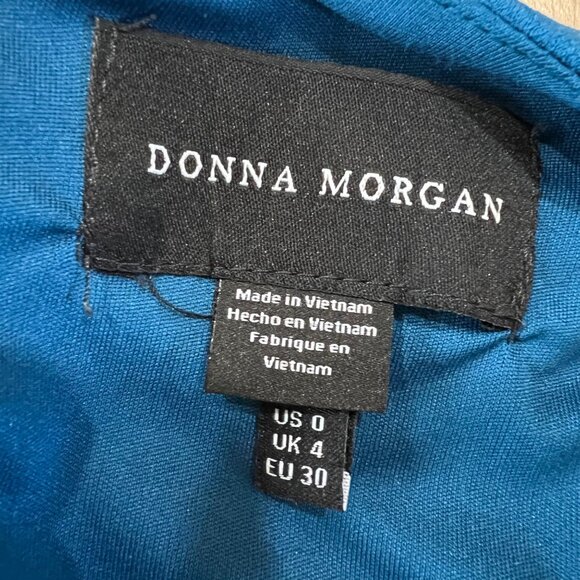 DONNA MORGAN
Made in Vietnam
Hecho en Vietnam
Fabrique en
Vietnam
US 0
UK 4
EU 30